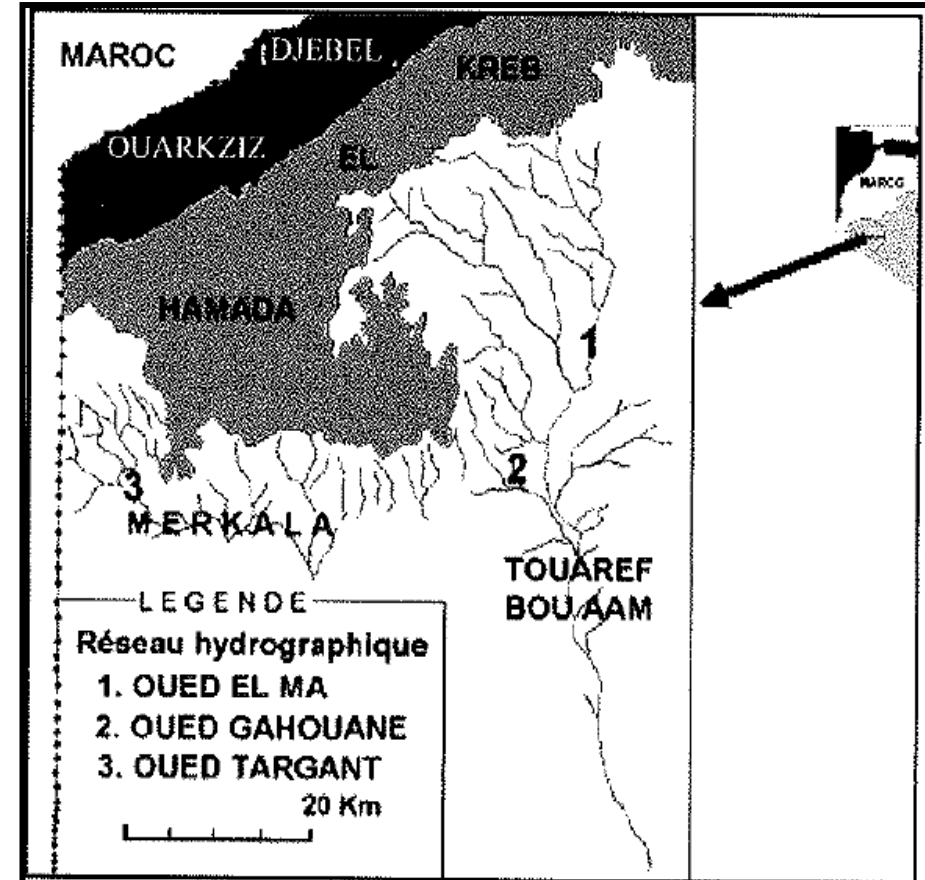 MAROC
DJEBEL
KREB
OUARKZIZ
EL
MAROC
HAMADA
1
2
3
MERKALA
TOUAREF
BOU AAM
LEGENDE
Réseau hydrographique
1. OUED EL MA
2. OUED GAHOUANE
3. OUED TARGANT
20 Km